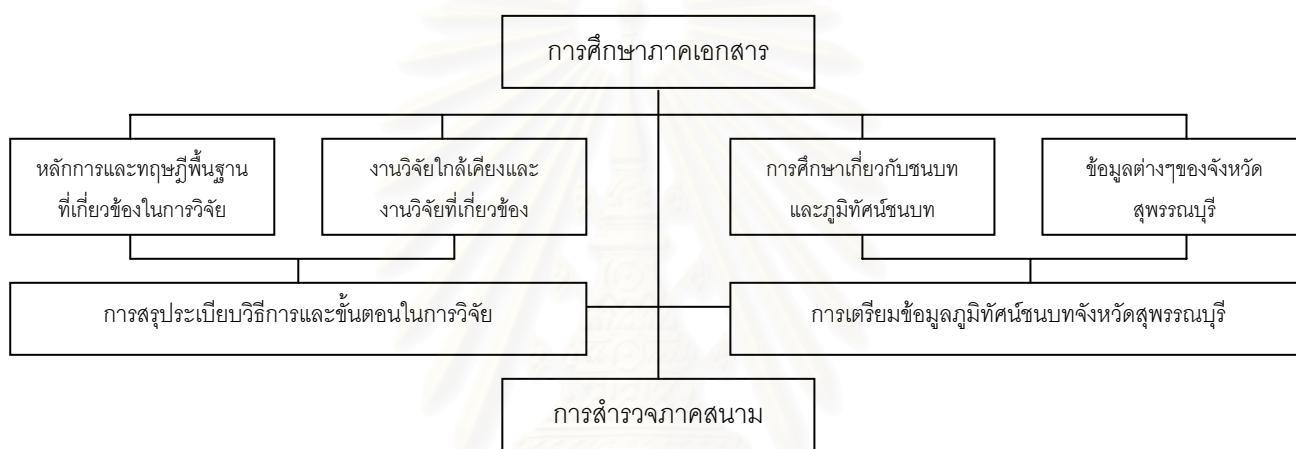 การศึกษาภาคเอกสาร
หลักการและทฤษฎีพื้นฐาน
ที่เกี่ยวข้องในการวิจัย
งานวิจัยใกล้เคียงและ
งานวิจัยที่เกี่ยวข้อง
การศึกษาเกี่ยวกับชนบท
และภูมิทัศน์ชนบท
ข้อมูลต่างๆของจังหวัด
สุพรรณบุรี
การสรุประเบียบวิธีการและขั้นตอนในการวิจัย
การเตรียมข้อมูลภูมิทัศน์ชนบทจังหวัดสุพรรณบุรี
การสำรวจภาคสนาม